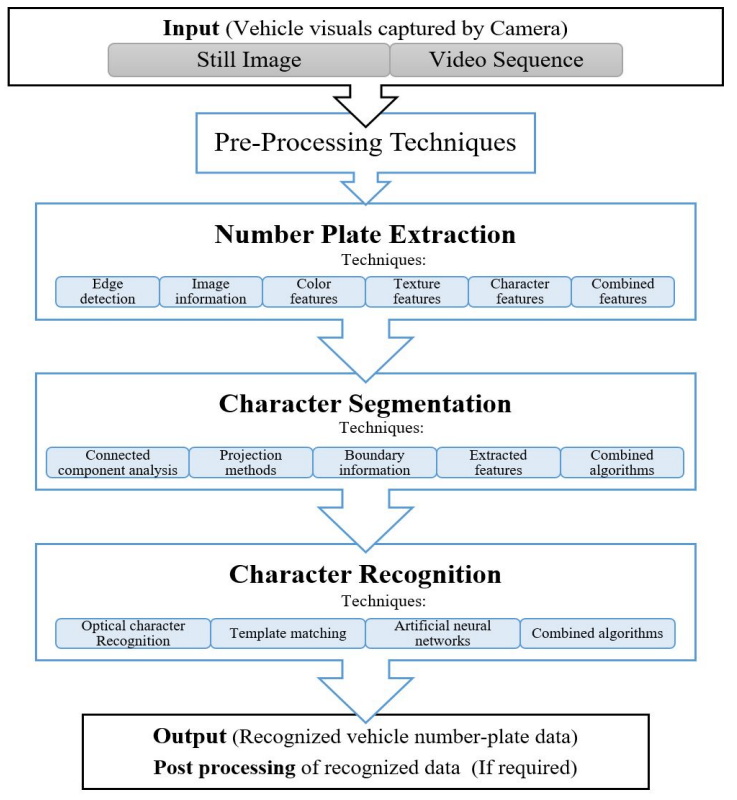 Input (Vehicle visuals captured by Camera)
Still Image
Video Sequence
Pre-Processing Techniques
Number Plate Extraction
Techniques:
Edge
detection
Image
information
Color
features
Texture
features
Character
features
Combined
features
Character Segmentation
Techniques:
Connected
component analysis
Projection
methods
Boundary
information
Extracted
features
Combined
algorithms
Character Recognition
Techniques:
Optical character
Recognition
Template matching
Artificial neural
networks
Combined algorithms
Output (Recognized vehicle number-plate data)
Post processing of recognized data (If required)